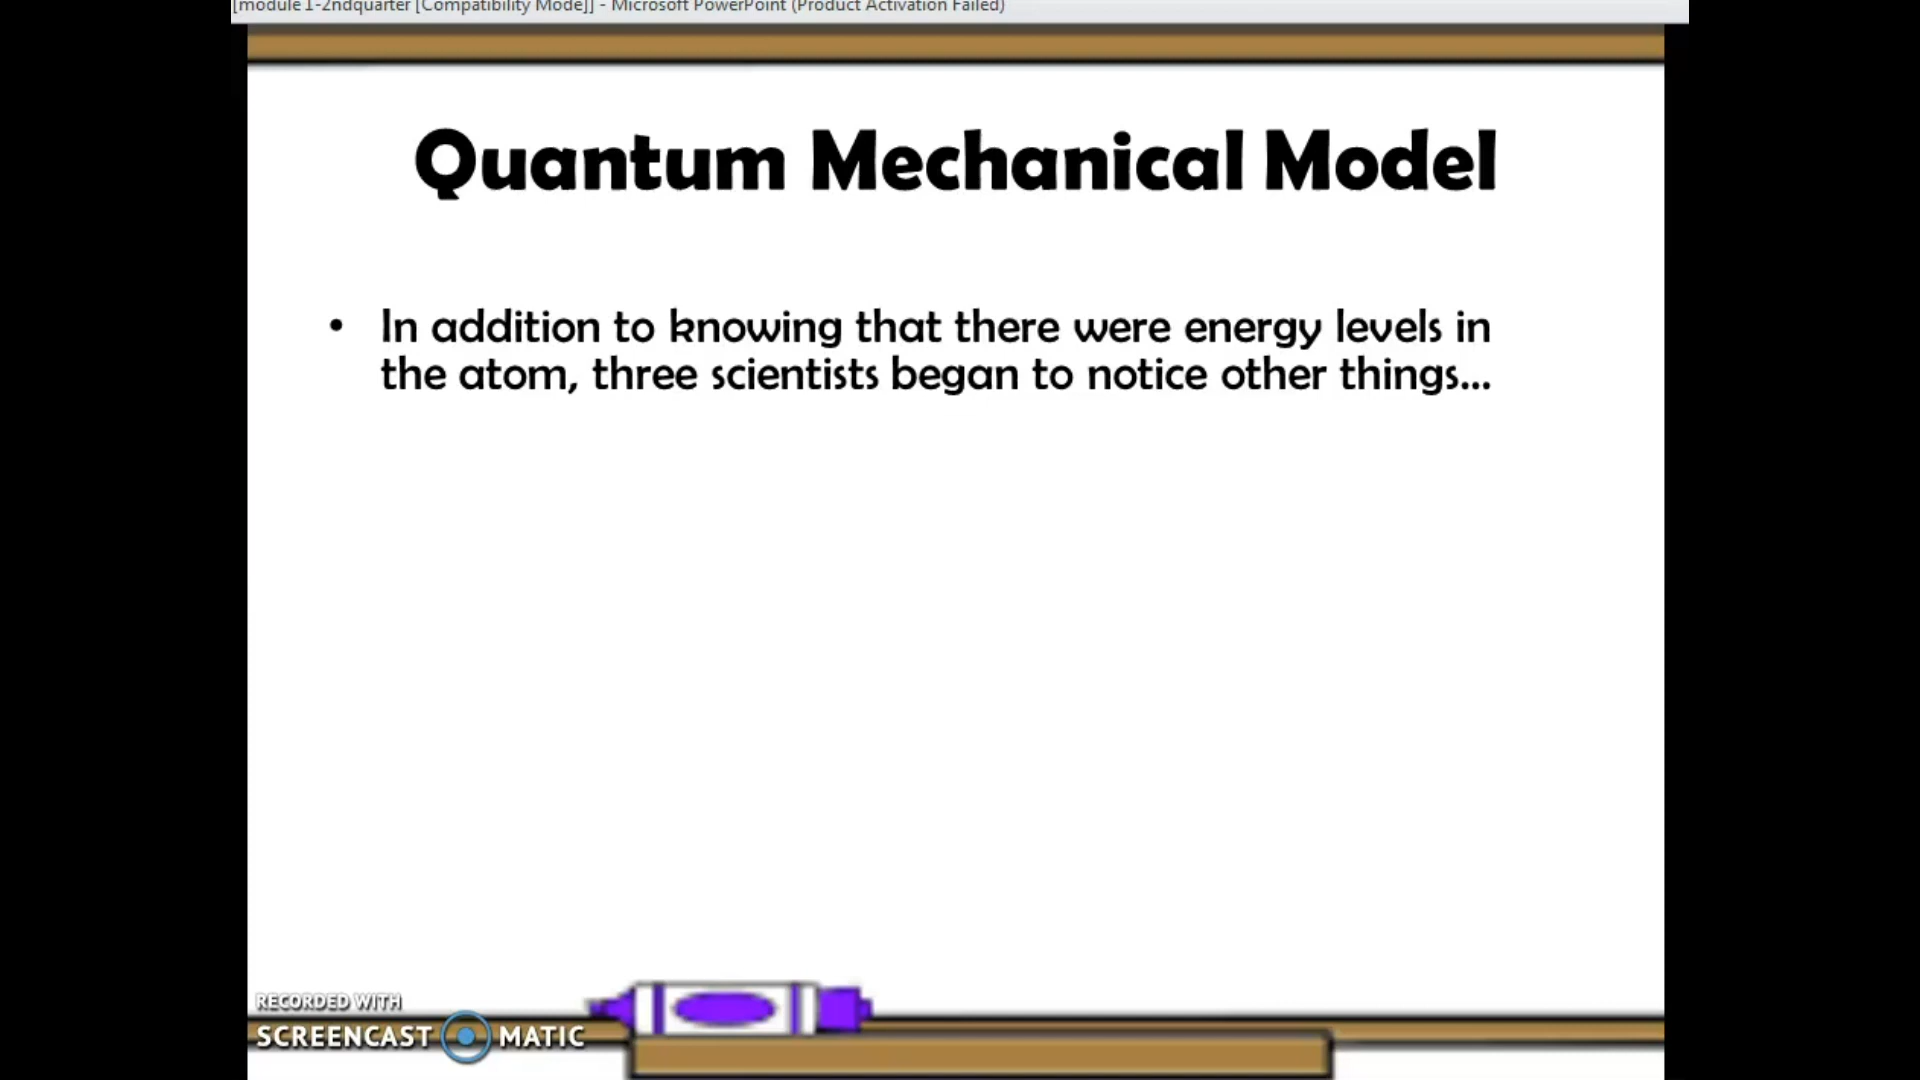 [module 1-2ndquarter [Compatibility Mode]] - Microsoft PowerPoint (Product Activation Failed)
Quantum Mechanical Model
• In addition to knowing that there were energy levels in
the atom, three scientists began to notice other things...
RECORDED WITH
SCREENCAST MATIC